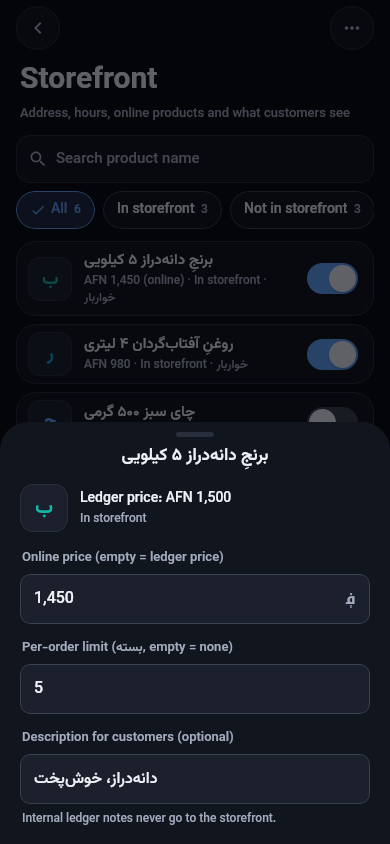 Storefront
Address, hours, online products and what customers see
Search product name
All 6
In storefront 3
Not in storefront 3
ب
برنجِ دانه‌دراز ۵ کیلویی
AFN 1,450 (online) · In storefront ·
خواربار
ر
روغنِ آفتاب‌گردان ۴ لیتری
AFN 980 · In storefront · خواربار
چای سبز ۵۰۰ گرمی
برنجِ دانه‌دراز ۵ کیلویی
ب
Ledger price: AFN 1,500
In storefront
Online price (empty = ledger price)
1,450
؋
Per-order limit (بسته, empty = none)
5
Description for customers (optional)
دانه‌دراز، خوش‌پخت
Internal ledger notes never go to the storefront.